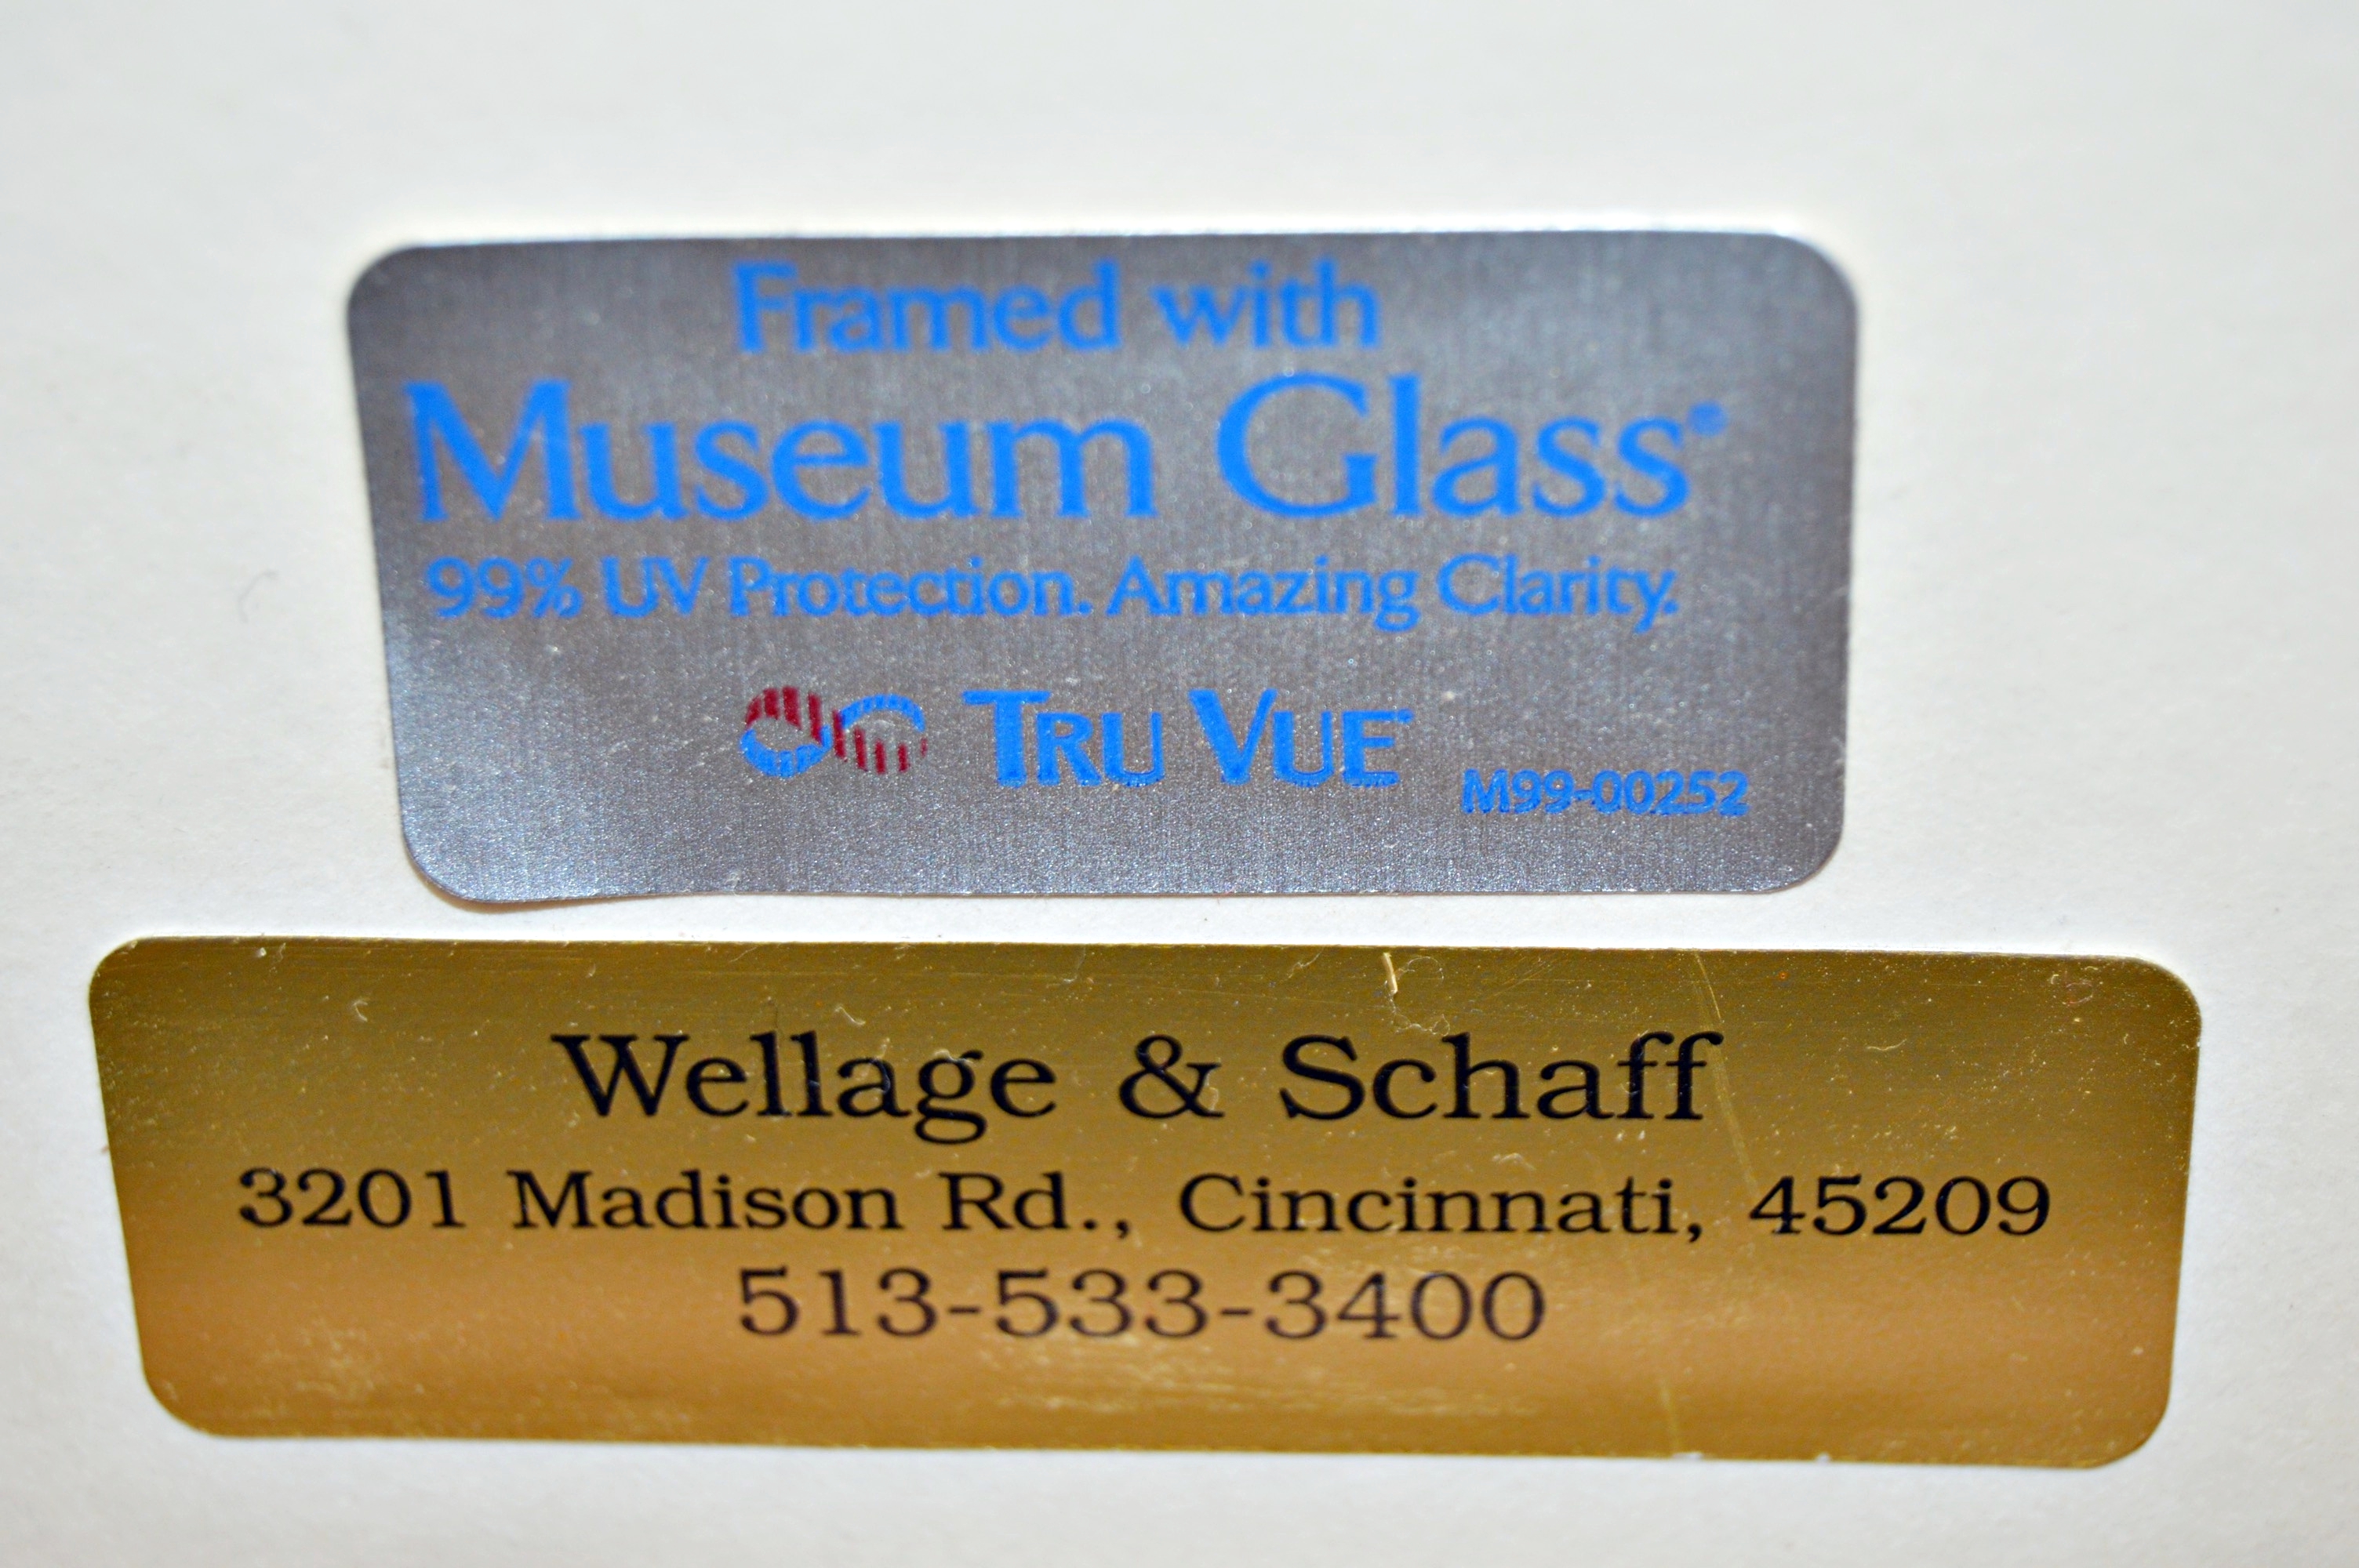 Framed with
Museum Glass®
99% UV Protection. Amazing Clarity.
TRU VUE
M99-00252
Wellage & Schaff
3201 Madison Rd., Cincinnati, 45209
513-533-3400